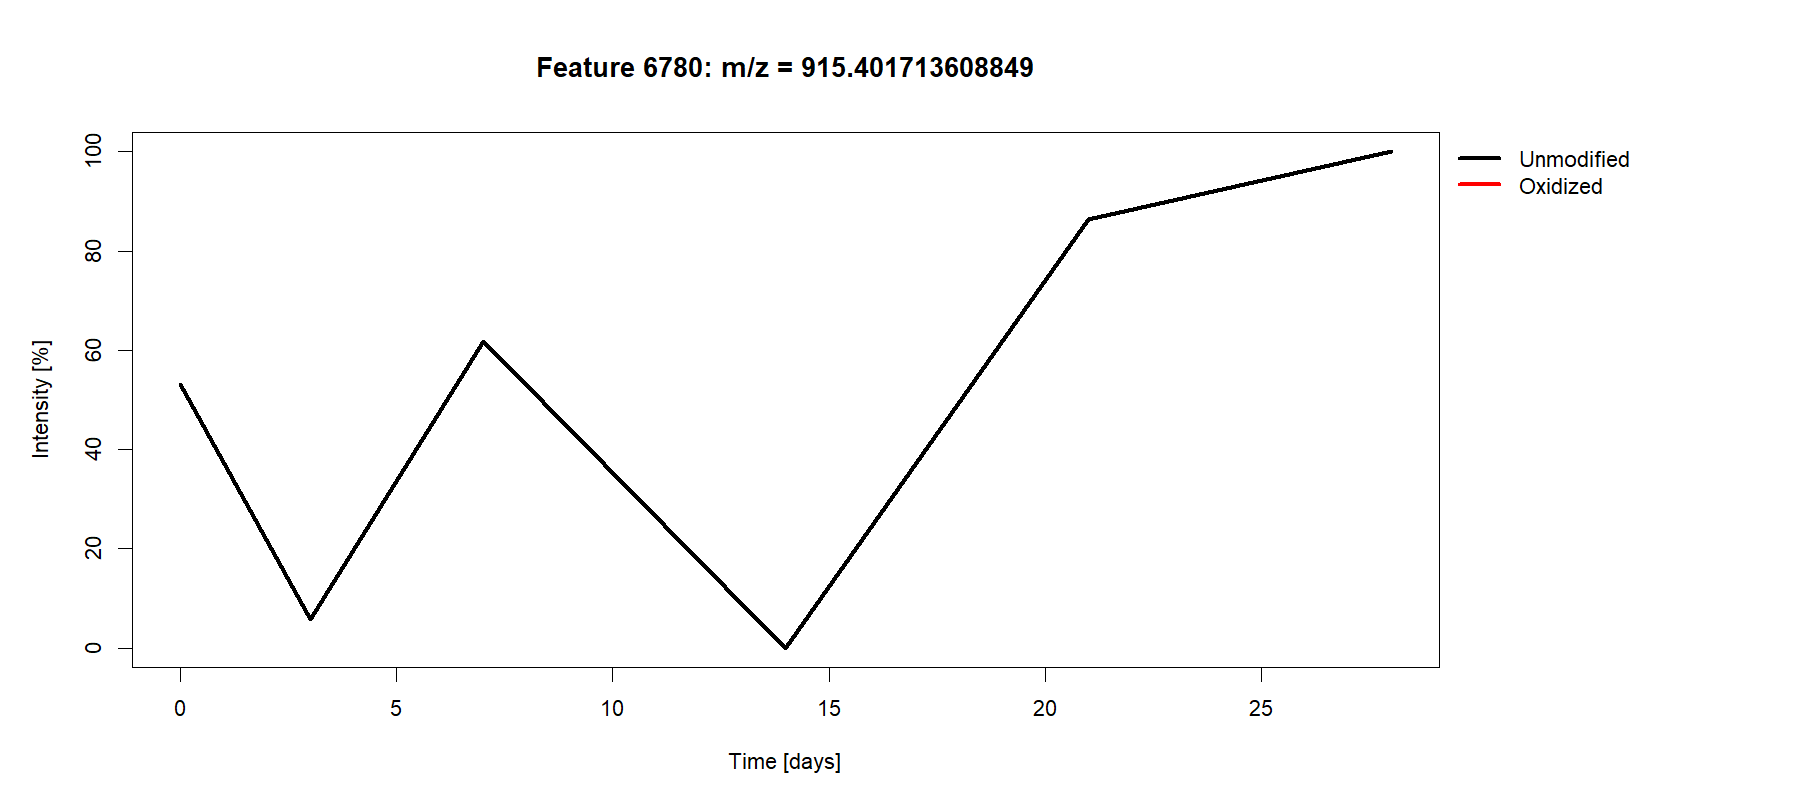 Feature 6780: m/z = 915.401713608849
Unmodified
Oxidized
Intensity [%]
100
80
60
40
20
0
0 5 10 15 20 25
Time [days]